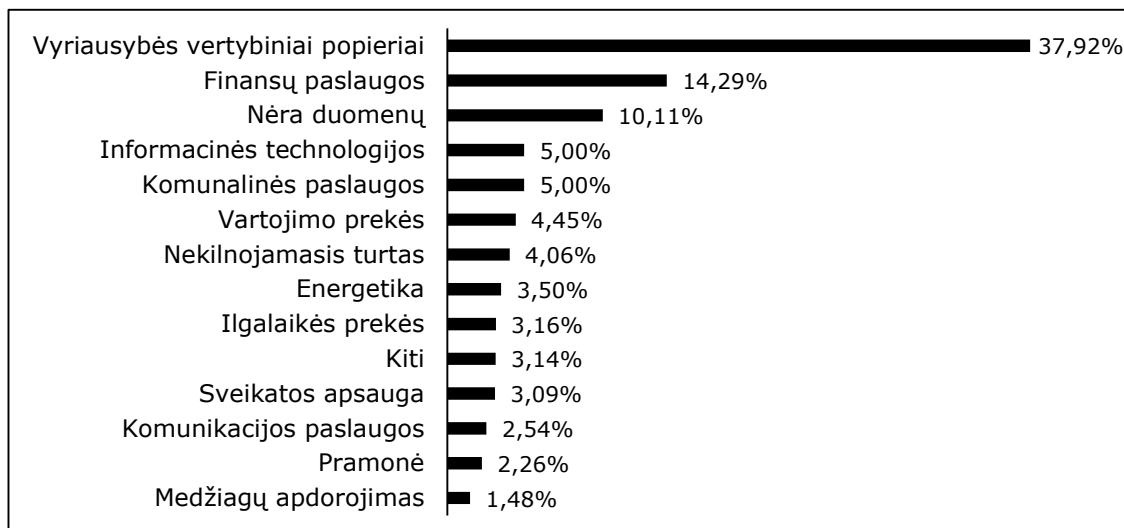 Vyriausybės vertybiniai popieriai 37,92%
Finansų paslaugos 14,29%
Nėra duomenų 10,11%
Informacinės technologijos 5,00%
Komunalinės paslaugos 5,00%
Vartojimo prekės 4,45%
Nekilnojamasis turtas 4,06%
Energetika 3,50%
Ilgalaikės prekės 3,16%
Kiti 3,14%
Sveikatos apsauga 3,09%
Komunikacijos paslaugos 2,54%
Pramonė 2,26%
Medžiagų apdorojimas 1,48%